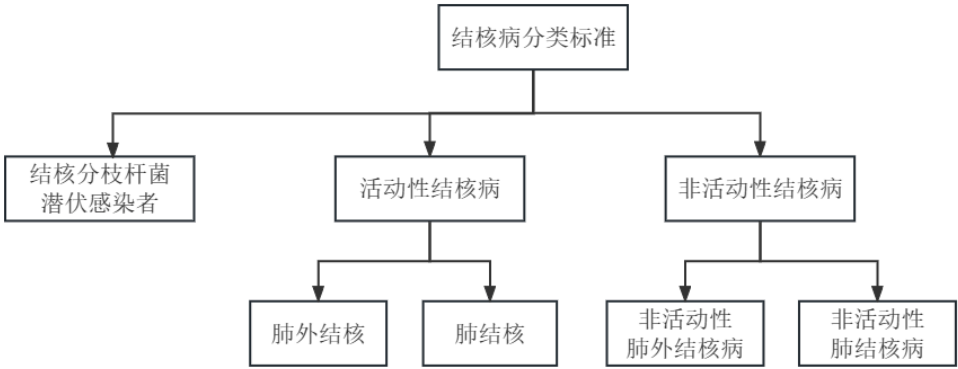 结核病分类标准
结核分枝杆菌
潜伏感染者
活动性结核病
非活动性结核病
肺外结核
肺结核
非活动性
肺外结核病
非活动性
肺结核病